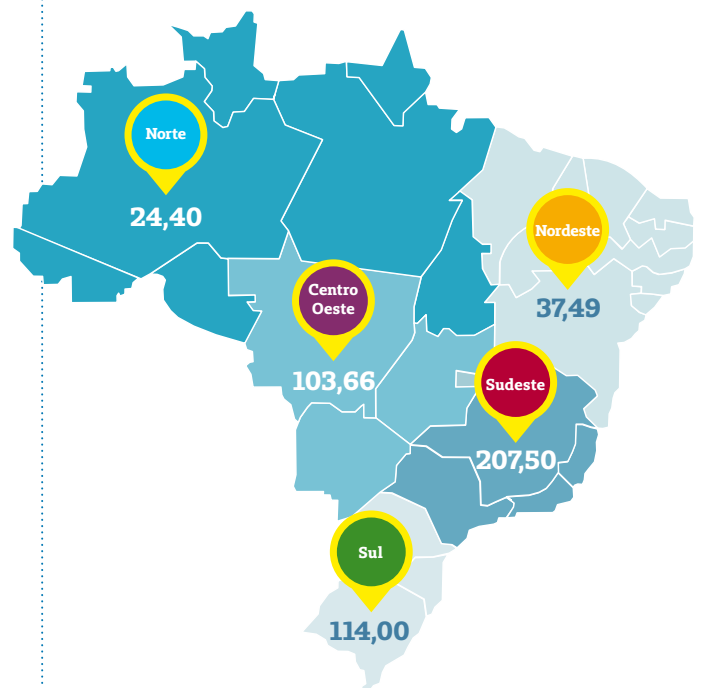 Norte
24,40
Nordeste
37,49
Centro
Oeste
103,66
Sudeste
207,50
Sul
114,00